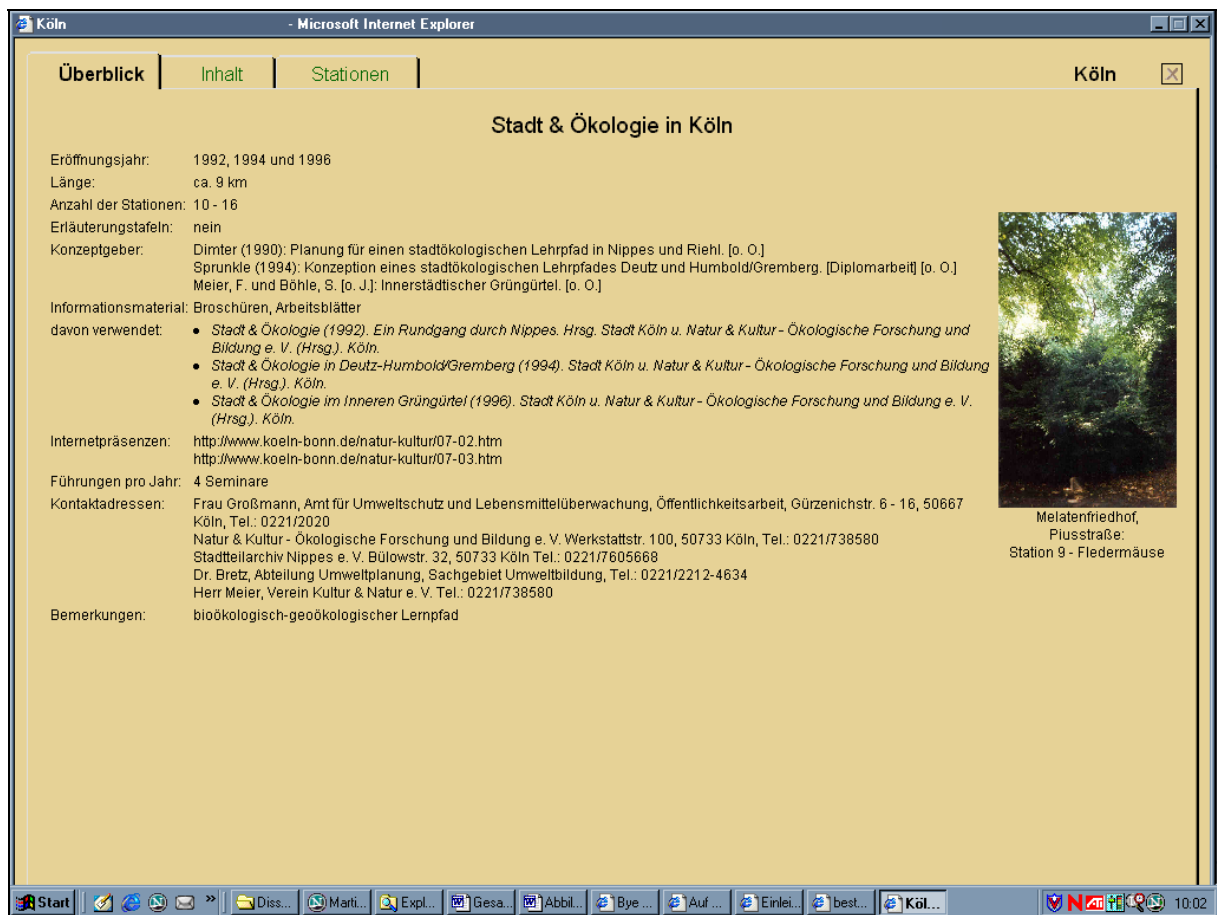 Köln - Microsoft Internet Explorer
Überblick Inhalt Stationen Köln
Stadt & Ökologie in Köln
Eröffnungsjahr: 1992, 1994 und 1996
Länge: ca. 9 km
Anzahl der Stationen: 10 - 16
Erläuterungstafeln: nein
Konzeptgeber: Dimter (1990): Planung für einen stadtökologischen Lehrpfad in Nippes und Riehl. [o. O.]
Sprunkle (1994): Konzeption eines stadtökologischen Lehrpfades Deutz und Humbold/Gremberg. [Diplomarbeit] [o. O.]
Meier, F. und Böhle, S. [o. J.]: Innerstädtischer Grüngürtel. [o. O.]
Informationsmaterial: Broschüren, Arbeitsblätter
davon verwendet: • Stadt & Ökologie (1992). Ein Rundgang durch Nippes. Hrsg. Stadt Köln u. Natur & Kultur - Ökologische Forschung und
Bildung e. V. (Hrsg.). Köln.
• Stadt & Ökologie in Deutz-Humbold/Gremberg (1994). Stadt Köln u. Natur & Kultur - Ökologische Forschung und Bildung
e. V. (Hrsg.). Köln.
• Stadt & Ökologie im Inneren Grüngürtel (1996). Stadt Köln u. Natur & Kultur - Ökologische Forschung und Bildung e. V.
(Hrsg.). Köln.
Internetpräsenzen: http://www.koeln-bonn.de/natur-kultur/07-02.htm
http://www.koeln-bonn.de/natur-kultur/07-03.htm
Führungen pro Jahr: 4 Seminare
Kontaktadressen: Frau Großmann, Amt für Umweltschutz und Lebensmittelüberwachung, Öffentlichkeitsarbeit, Gürzenichstr. 6 - 16, 50667
Köln, Tel.: 0221/2020
Natur & Kultur - Ökologische Forschung und Bildung e. V. Werkstattstr. 100, 50733 Köln, Tel.: 0221/738580
Stadtteilarchiv Nippes e. V. Bülowstr. 32, 50733 Köln Tel.: 0221/7605668
Dr. Bretz, Abteilung Umweltplanung, Sachgebiet Umweltbildung, Tel.: 0221/2212-4634
Herr Meier, Verein Kultur & Natur e. V. Tel.: 0221/738580
Bemerkungen: bioökologisch-geoökologischer Lernpfad
Melatenfriedhof,
Piusstraße:
Station 9 - Fledermäuse
Start » Diss... Marti... Expl... Gesa... Abbil... Bye ... Auf ... Einlei... best... Köl... 10:02